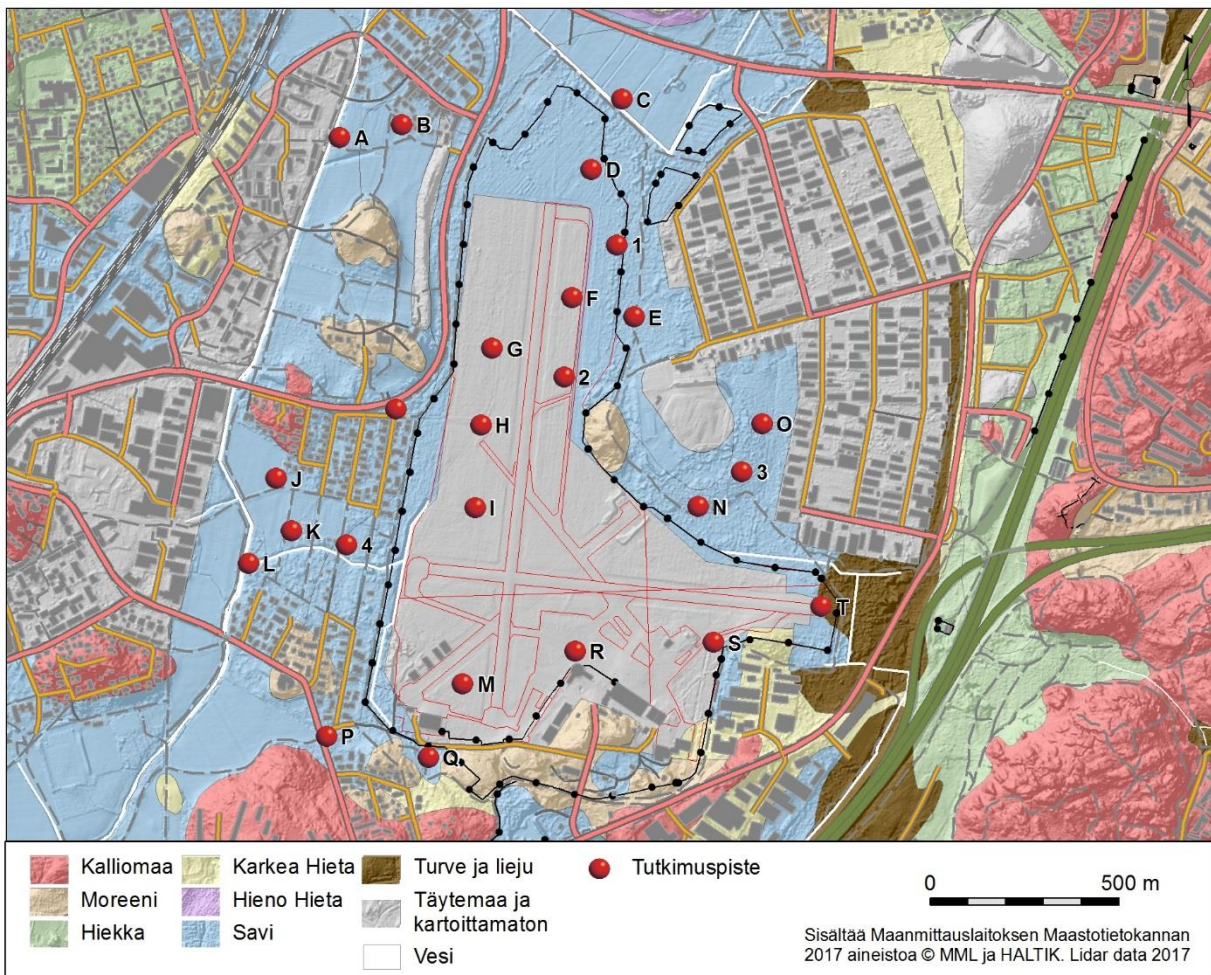 C
B
A
D
1
F
E
G
2
H
O
3
J
I
N
K
4
L
T
S
R
M
P
Q
Kalliomaa
Karkea Hieta
Turve ja lieju
Tutkimuspiste
Moreeni
Hieno Hieta
Täytemaa ja
kartoittamaton
Hiekka
Savi
Vesi
0 500 m
Sisältää Maanmittauslaitoksen Maastotietokannan
2017 aineistoa © MML ja HALTIK. Lidar data 2017